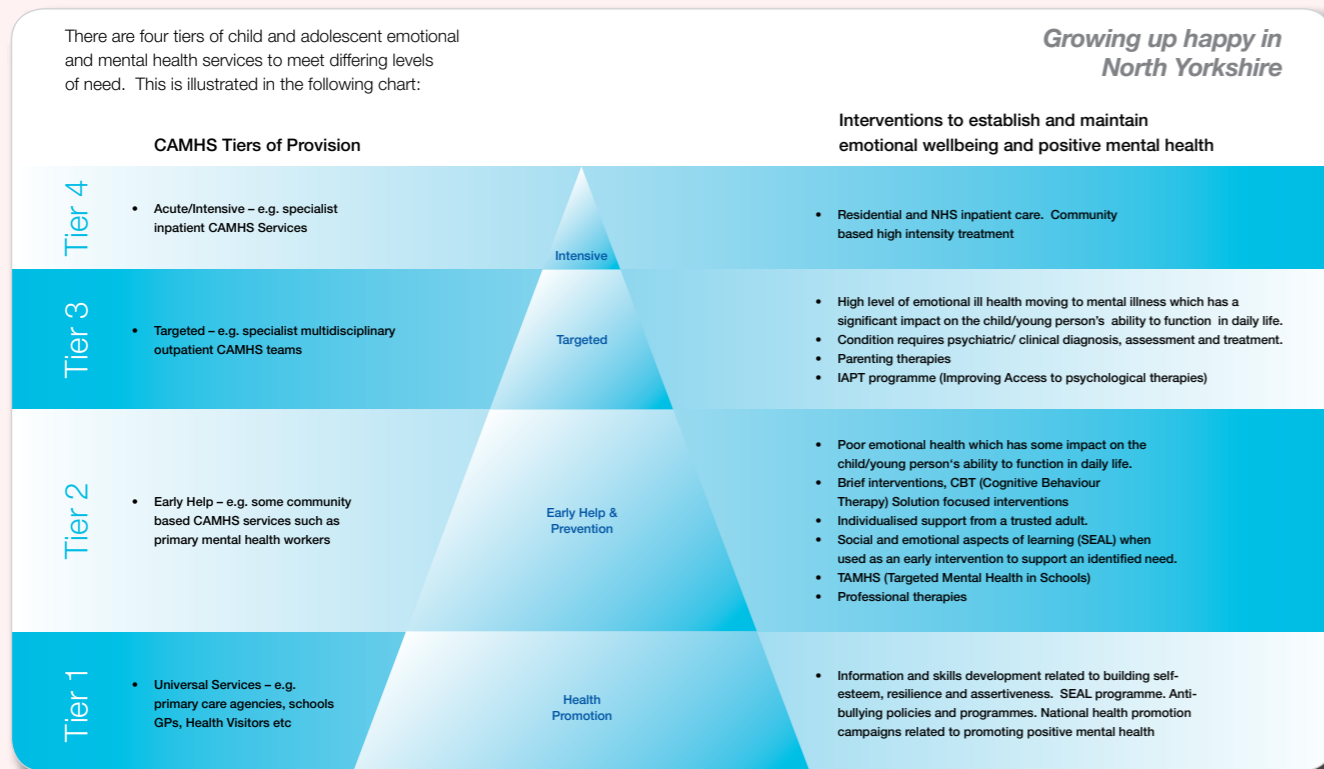 There are four tiers of child and adolescent emotional
and mental health services to meet differing levels
of need.  This is illustrated in the following chart:
Growing up happy in
North Yorkshire
CAMHS Tiers of Provision
Interventions to establish and maintain
emotional wellbeing and positive mental health
Tier 4
• Acute/Intensive – e.g. specialist
inpatient CAMHS Services
Intensive
• Residential and NHS inpatient care.  Community
based high intensity treatment
Tier 3
• Targeted – e.g. specialist multidisciplinary
outpatient CAMHS teams
Targeted
• High level of emotional ill health moving to mental illness which has a
significant impact on the child/young person's  ability to function  in daily life.
• Condition requires psychiatric/ clinical diagnosis, assessment and treatment.
• Parenting therapies
• IAPT programme (Improving Access to psychological therapies)
Tier 2
• Early Help – e.g. some community
based CAMHS services such as
primary mental health workers
Early Help &
Prevention
• Poor emotional health which has some impact on the
child/young person's ability to function in daily life.
• Brief interventions, CBT (Cognitive Behaviour
Therapy) Solution focused interventions
• Individualised support from a trusted adult.
• Social and emotional aspects of learning (SEAL) when
used as an early intervention to support an identified need.
• TAMHS (Targeted Mental Health in Schools)
• Professional therapies
Tier 1
• Universal Services – e.g.
primary care agencies, schools
GPs, Health Visitors etc
Health
Promotion
• Information and skills development related to building self-
esteem, resilience and assertiveness.  SEAL programme. Anti-
bullying policies and programmes. National health promotion
campaigns related to promoting positive mental health